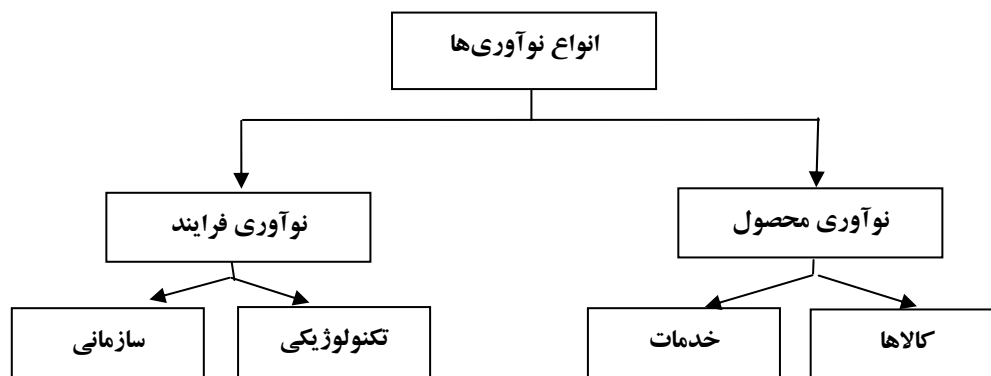 انواع نوآوری‌ها
نوآوری محصول
نوآوری فرایند
کالاها
خدمات
تکنولوژیکی
سازمانی